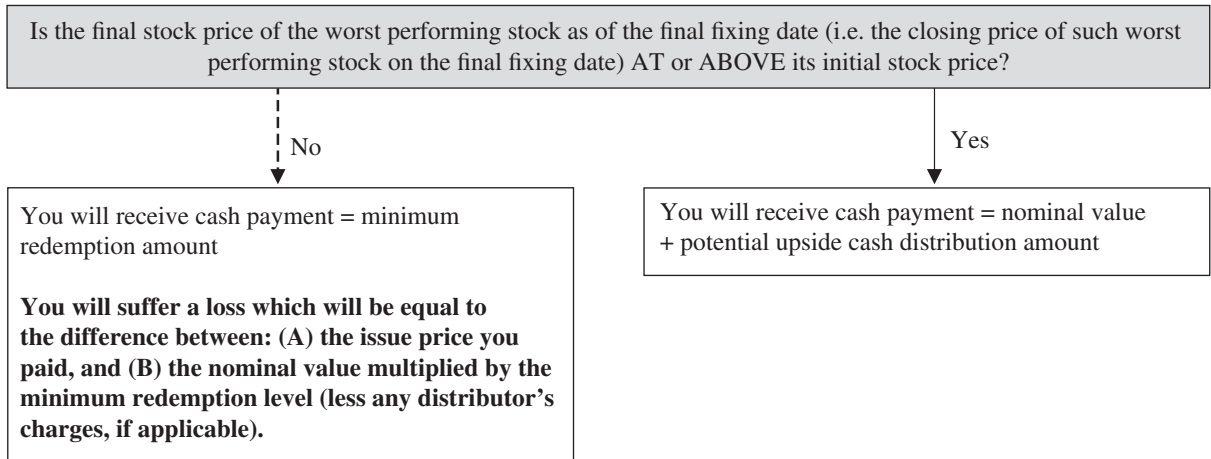 Is the final stock price of the worst performing stock as of the final fixing date (i.e. the closing price of such worst
performing stock on the final fixing date) AT or ABOVE its initial stock price?
No
Yes
You will receive cash payment = minimum
redemption amount
You will suffer a loss which will be equal to
the difference between: (A) the issue price you
paid, and (B) the nominal value multiplied by the
minimum redemption level (less any distributor's
charges, if applicable).
You will receive cash payment = nominal value
+ potential upside cash distribution amount